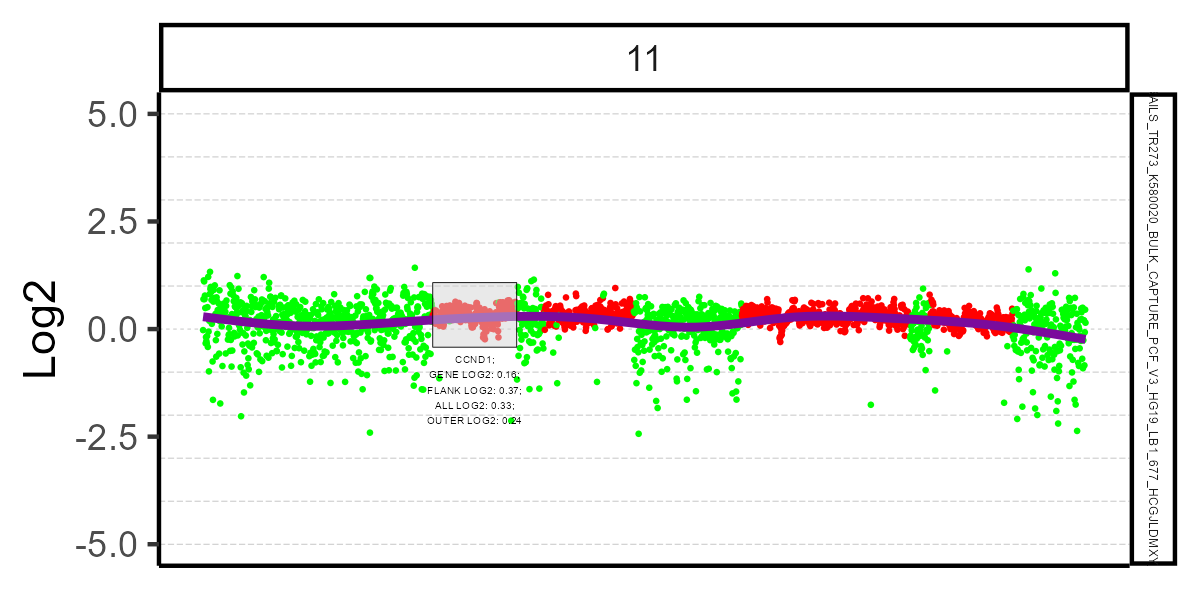 11
5.0
2.5
0.0
-2.5
-5.0
Log2
CCND1;
GENE LOG2: 0.16;
FLANK LOG2: 0.37;
ALL LOG2: 0.33;
OUTER LOG2: 0.24
AILS_TR273_K580020_BULK_CAPTURE_PCE_V3_HG19_LB1_677_HCGJLDMXY